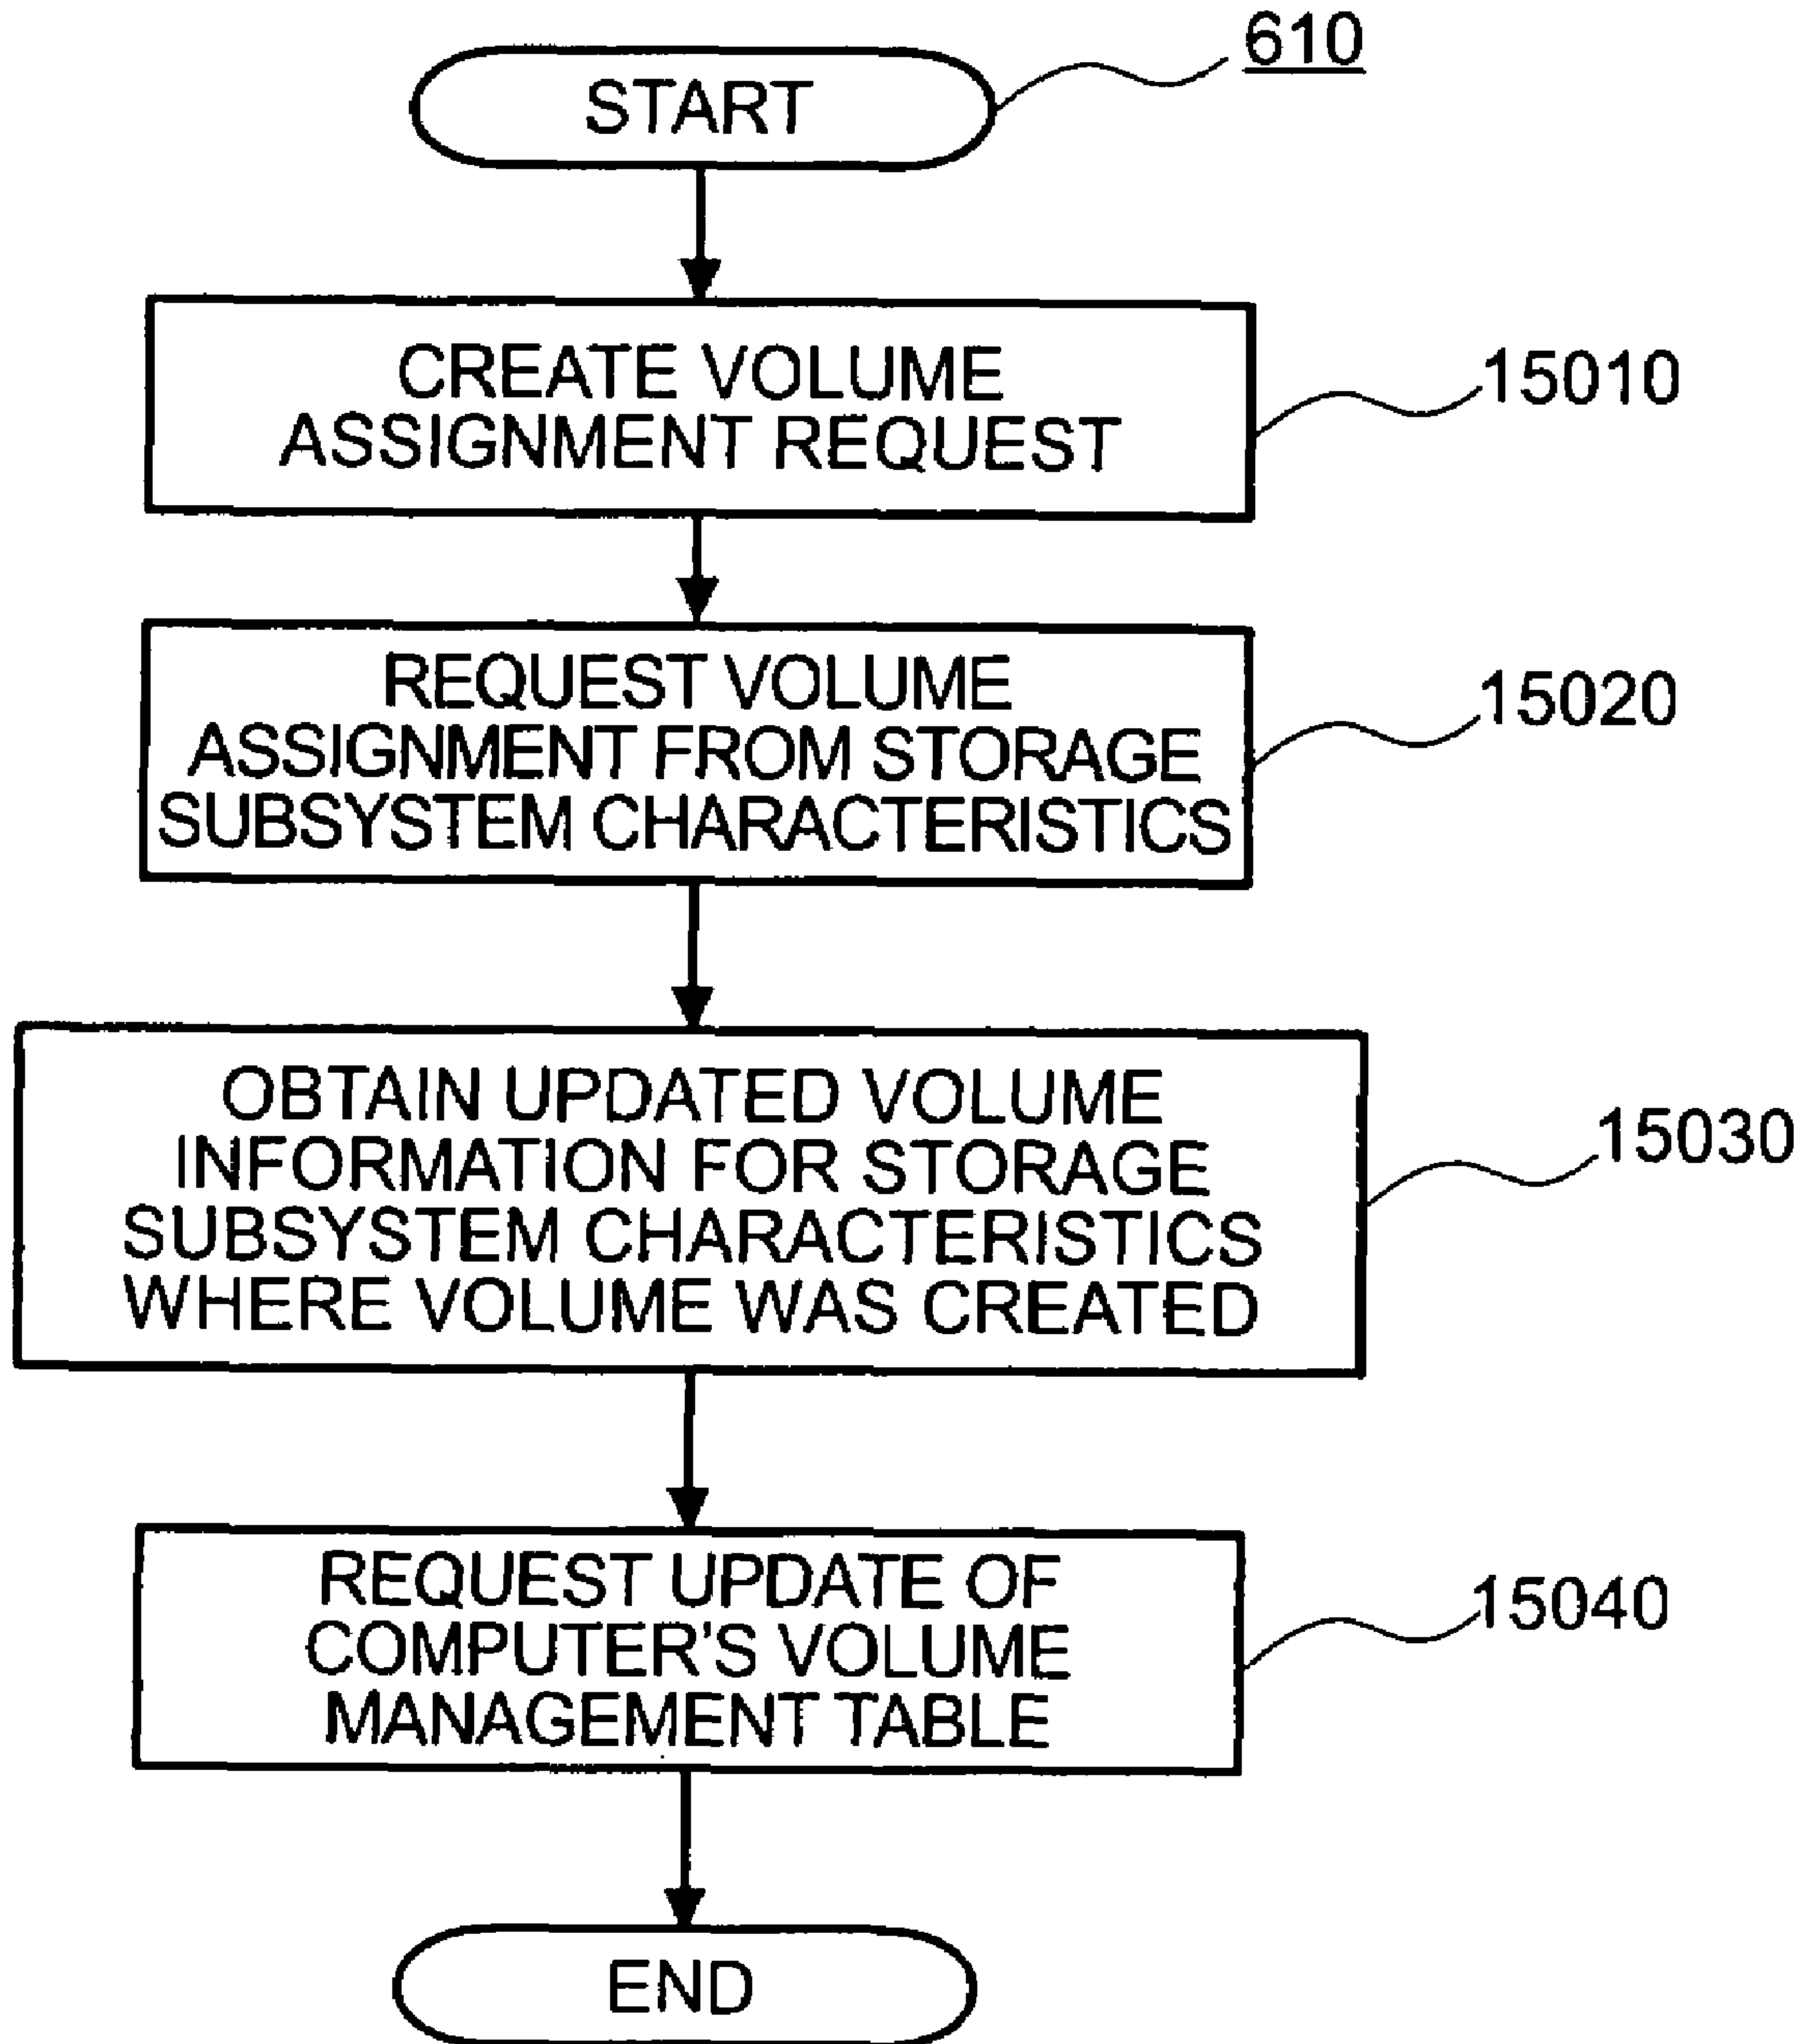 610
START
CREATE VOLUME
ASSIGNMENT REQUEST
15010
REQUEST VOLUME
ASSIGNMENT FROM STORAGE
SUBSYSTEM CHARACTERISTICS
15020
OBTAIN UPDATED VOLUME
INFORMATION FOR STORAGE
SUBSYSTEM CHARACTERISTICS
WHERE VOLUME WAS CREATED
15030
REQUEST UPDATE OF
COMPUTER'S VOLUME
MANAGEMENT TABLE
15040
END